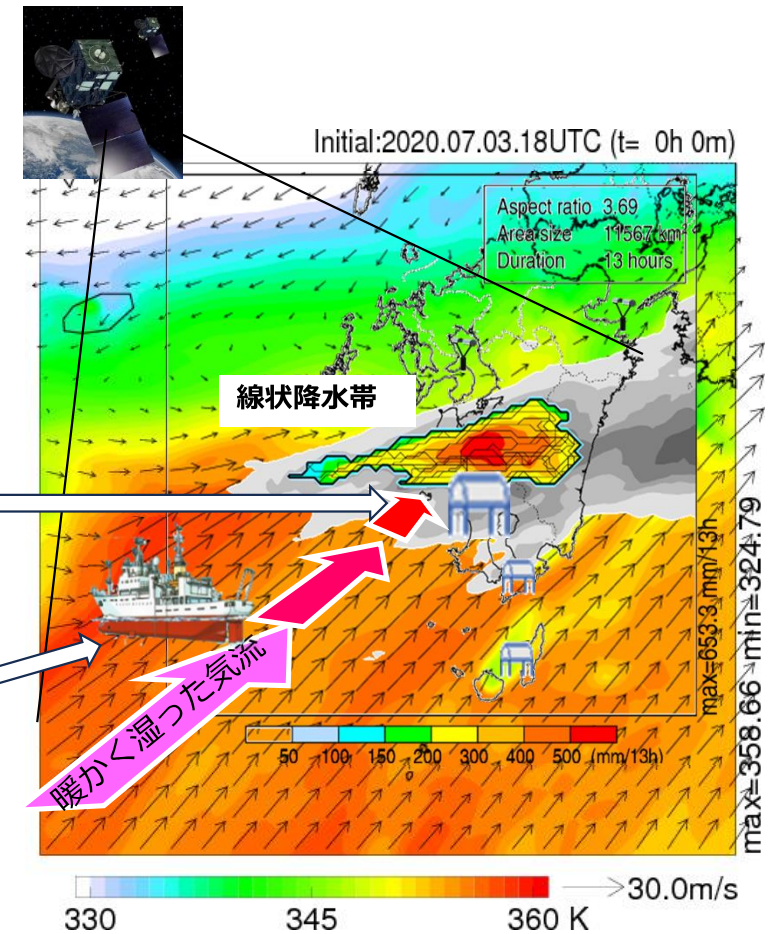 Initial:2020.07.03.18UTC (t= 0h 0m)
Aspect ratio 3.69
Area size 11567 km²
Duration 13 hours
線状降水帯
暖かく湿った気流
max=653.3 mm/13h
max=358.66 min=324.79
50 100 150 200 300 400 500 (mm/13h)
30.0m/s
330 345 360 K